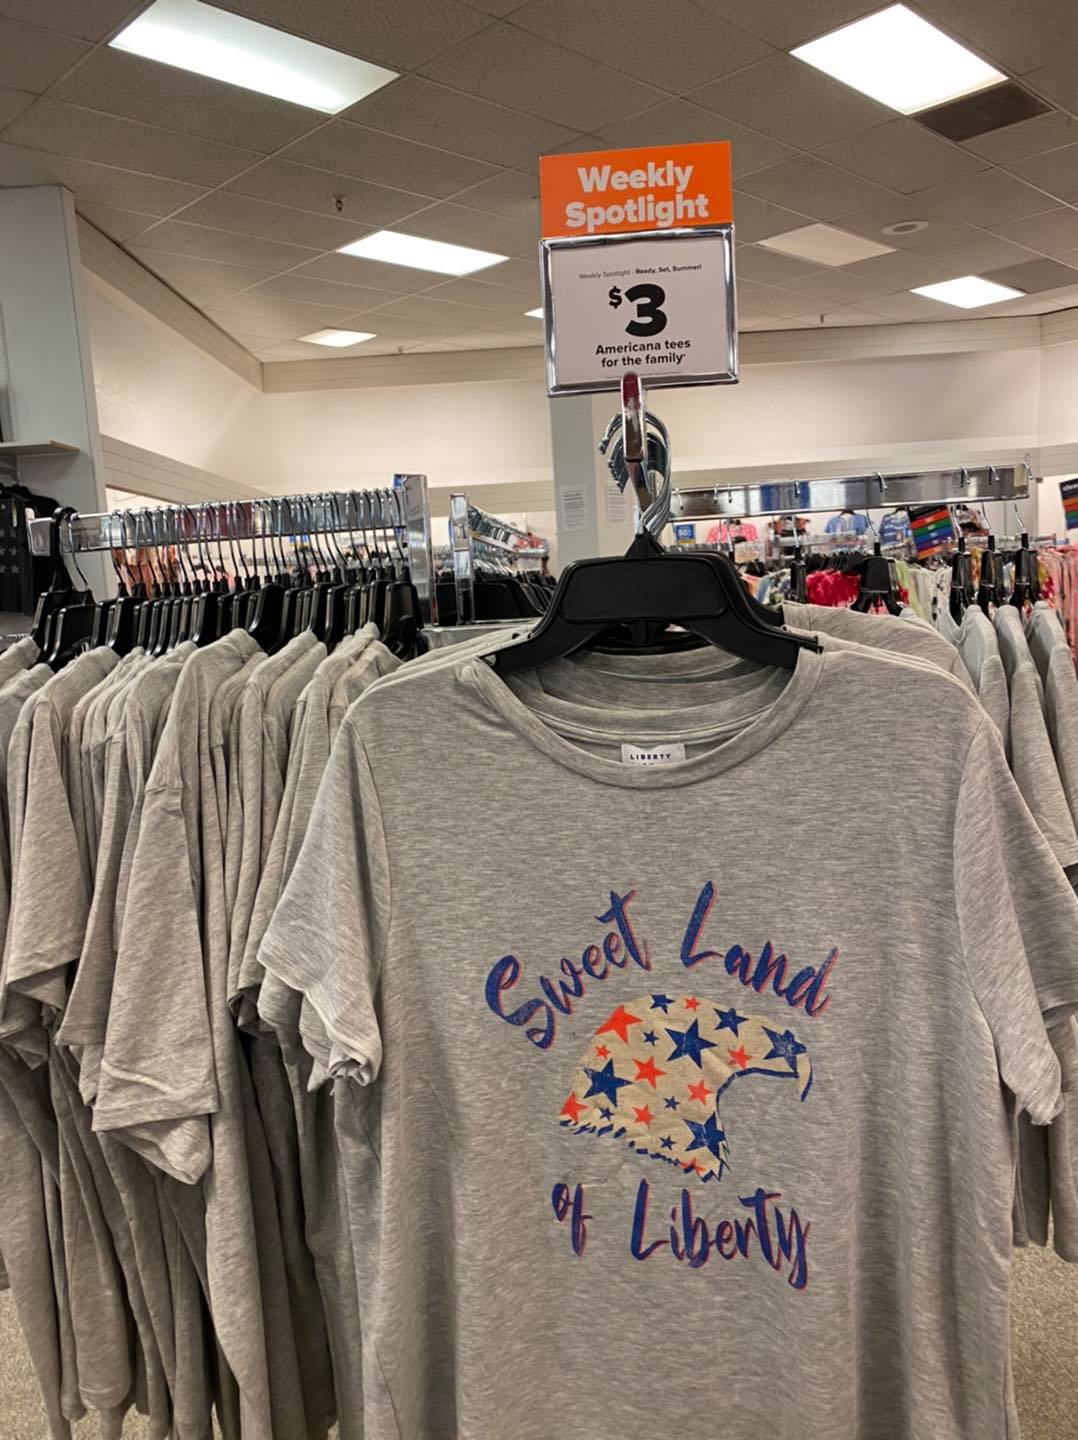 Weekly
Spotlight
Weekly Spotlight - Ready, Set, Summer!
$3
Americana tees
for the family*
LIBERTY
Sweet Land
of Liberty